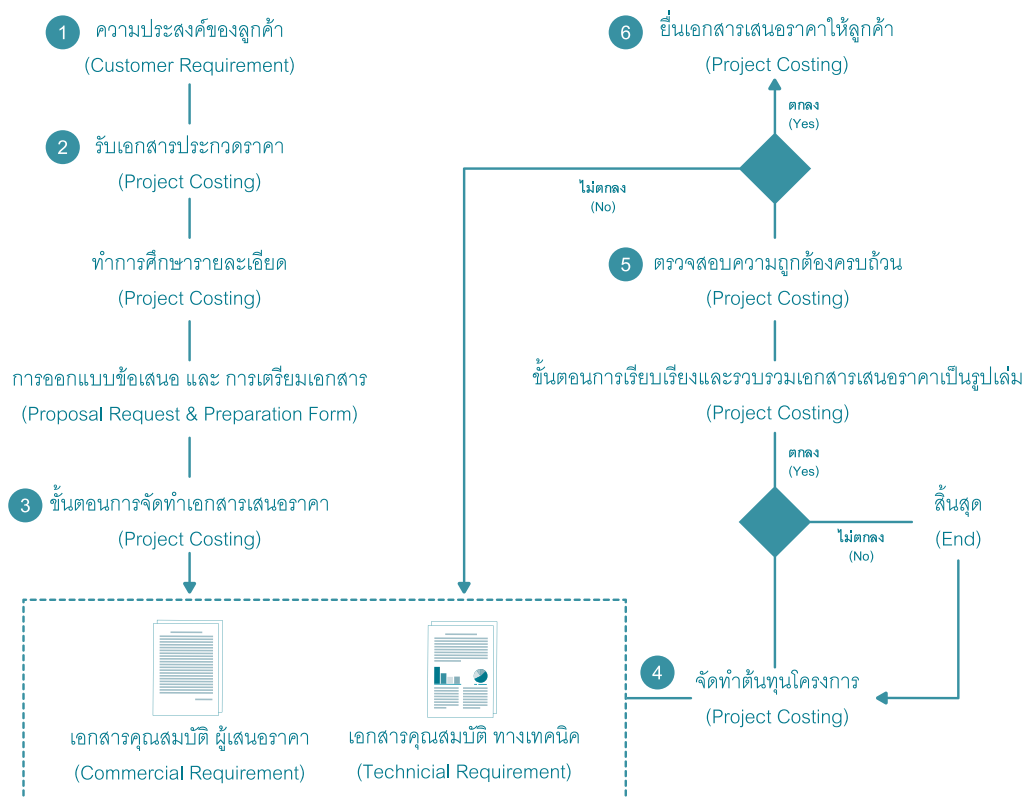 1
ความประสงค์ของลูกค้า
(Customer Requirement)
2
รับเอกสารประกวดราคา
(Project Costing)
ทำการศึกษารายละเอียด
(Project Costing)
การออกแบบข้อเสนอ และ การเตรียมเอกสาร
(Proposal Request & Preparation Form)
3
ขั้นตอนการจัดทำเอกสารเสนอราคา
(Project Costing)
เอกสารคุณสมบัติ ผู้เสนอราคา
(Commercial Requirement)
เอกสารคุณสมบัติ ทางเทคนิค
(Technicial Requirement)
4
จัดทำต้นทุนโครงการ
(Project Costing)
ไม่ตกลง
(No)
สิ้นสุด
(End)
ตกลง
(Yes)
ขั้นตอนการเรียบเรียงและรวบรวมเอกสารเสนอราคาเป็นรูปเล่ม
(Project Costing)
5
ตรวจสอบความถูกต้องครบถ้วน
(Project Costing)
ไม่ตกลง
(No)
ตกลง
(Yes)
6
ยื่นเอกสารเสนอราคาให้ลูกค้า
(Project Costing)